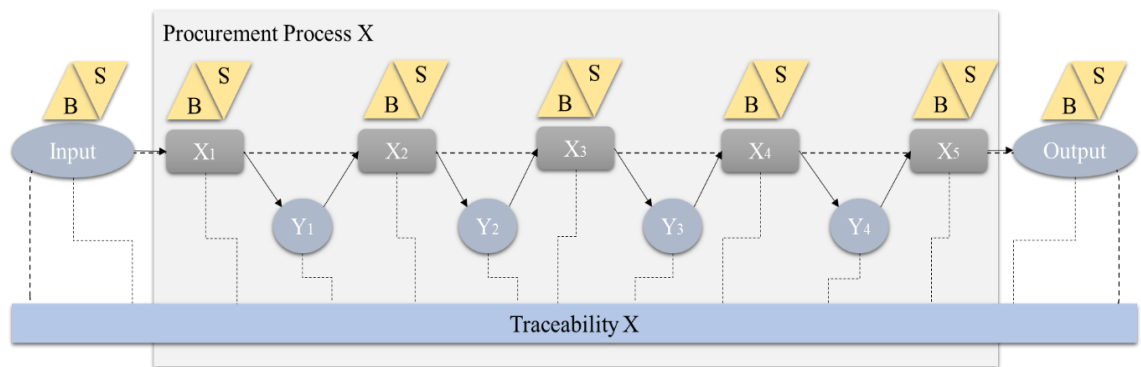 Procurement Process X
S
B
S
B
S
B
S
B
S
B
S
B
S
B
Input
X1
X2
X3
X4
X5
Output
Y1
Y2
Y3
Y4
Traceability X